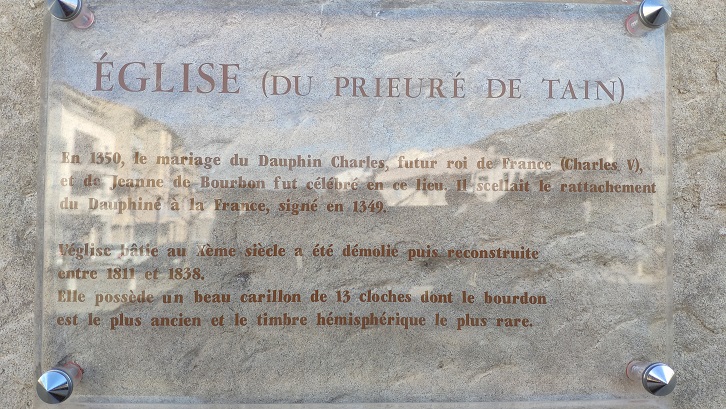 ÉGLISE (DU PRIEURÉ DE TAIN)
En 1350, le mariage du Dauphin Charles, futur roi de France (Charles V),
et de Jeanne de Bourbon fut célébré en ce lieu. Il scellait le rattachement
du Dauphiné à la France, signé en 1349.
L'église bâtie au Xème siècle a été démolie puis reconstruite
entre 1811 et 1838.
Elle possède un beau carillon de 13 cloches dont le bourdon
est le plus ancien et le timbre hémisphérique le plus rare.